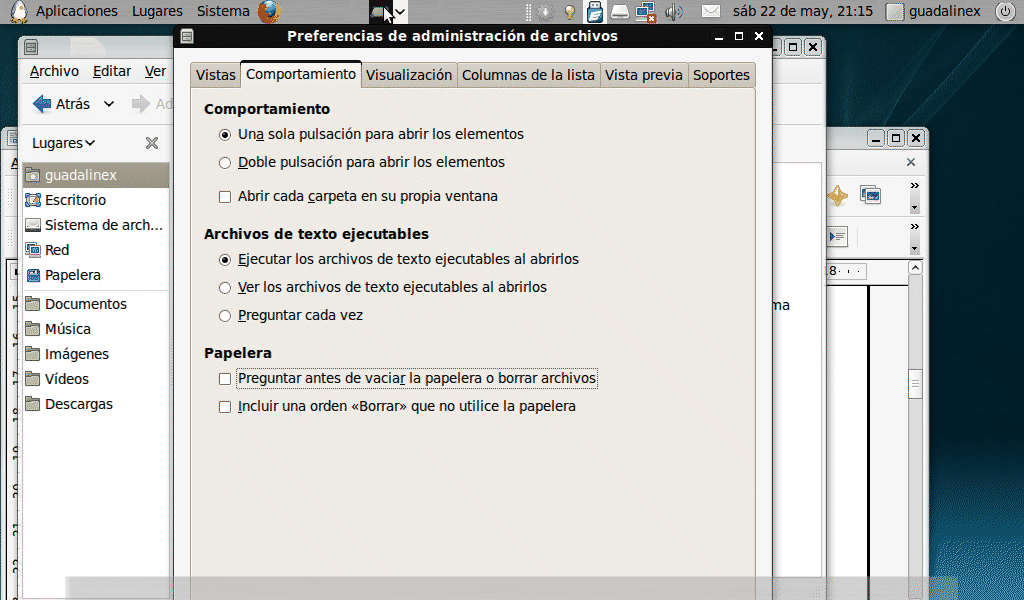 Aplicaciones Lugares Sistema sáb 22 de may, 21:15 guadalinex
Preferencias de administración de archivos
Archivo Editar Ver
Vistas Comportamiento Visualización Columnas de la lista Vista previa Soportes
Atrás Ad
Comportamiento
Una sola pulsación para abrir los elementos
Doble pulsación para abrir los elementos
Abrir cada carpeta en su propia ventana
Archivos de texto ejecutables
Ejecutar los archivos de texto ejecutables al abrirlos
Ver los archivos de texto ejecutables al abrirlos
Preguntar cada vez
Papelera
Preguntar antes de vaciar la papelera o borrar archivos
Incluir una orden «Borrar» que no utilice la papelera
Lugares
guadalinex
Escritorio
Sistema de arch...
Red
Papelera
Documentos
Música
Imágenes
Vídeos
Descargas
ma
18